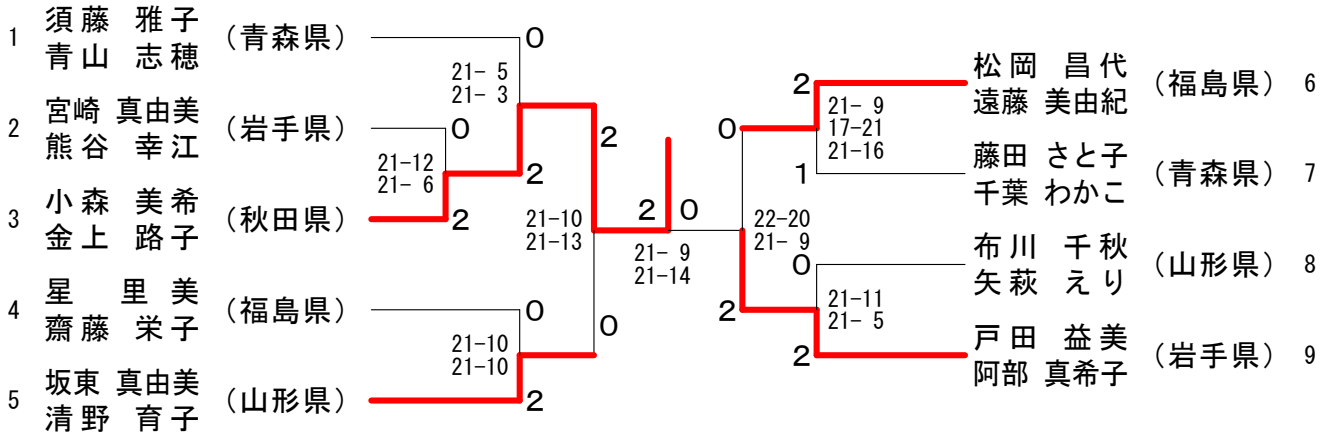 1 須藤 雅子 (青森県)
青山 志穂
0
21- 5
21- 3
2 宮崎 真由美 (岩手県)
熊谷 幸江
0
21-12
21- 6
2
2
3 小森 美希 (秋田県)
金上 路子
2
21-10
21-13
4 星 里美 (福島県)
齋藤 栄子
0
0
21-10
21-10
5 坂東 真由美 (山形県)
清野 育子
2
2 0
21- 9
21-14
松岡 昌代 (福島県) 6
遠藤 美由紀
2
0
21- 9
17-21
21-16
藤田 さと子 (青森県) 7
千葉 わかこ
1
22-20
21- 9
布川 千秋 (山形県) 8
矢萩 えり
0
2
21-11
21- 5
戸田 益美 (岩手県) 9
阿部 真希子
2